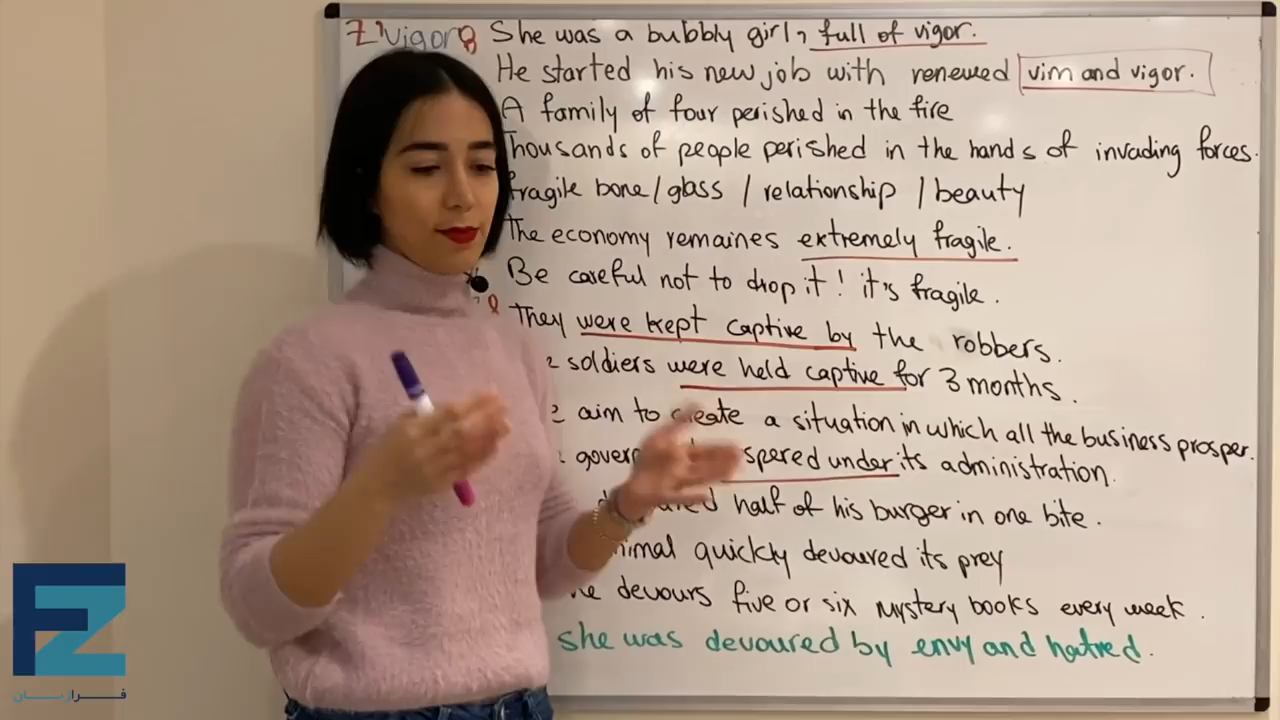 vigor: She was a bubbly girl, full of vigor.
He started his new job with renewed vim and vigor.
A family of four perished in the fire
Thousands of people perished in the hands of invading forces.
fragile bone/glass / relationship / beauty
The economy remaines extremely fragile.
Be careful not to drop it! it's fragile.
They were kept captive by the robbers.
soldiers were held captive for 3 months.
aim to create a situation in which all the business prosper.
spered under its administration.
half of his burger in one bite.
nimal quickly devoured its prey
devours five or six mystery books every week.
she was devoured by envy and hatred.
FZ
فرازبان